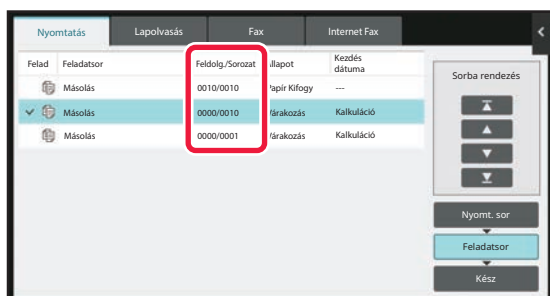 Nyomtatás Lapolvasás Fax Internet Fax
Felad Feladatsor Feldolg./Sorozat Állapot Kezdés dátuma
Másolás 0010/0010 Papír Kifogy ---
Másolás 0000/0010 Várakozás Kalkuláció
Másolás 0000/0001 Várakozás Kalkuláció
Sorba rendezés
Nyomt. sor
Feladatsor
Kész